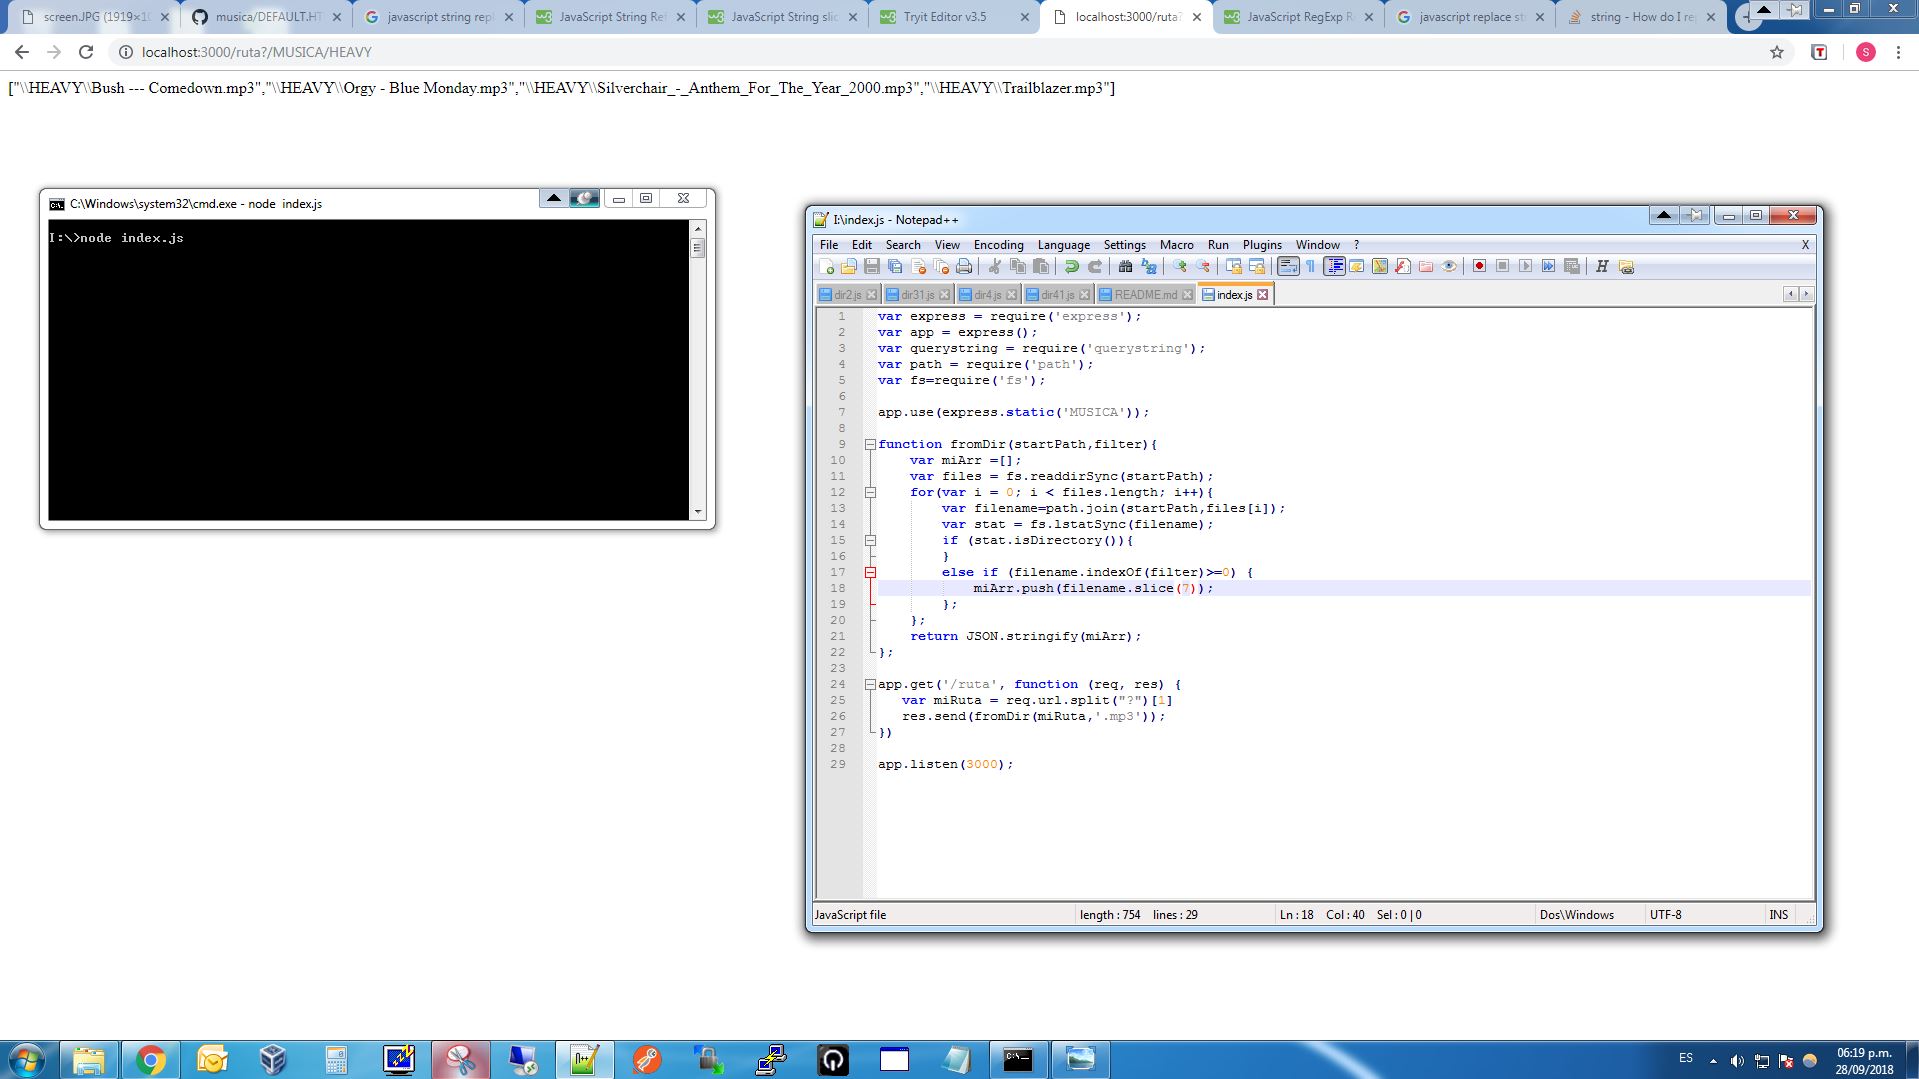 screen.JPG (1919×10
musica/DEFAULT.HT
javascript string repl
JavaScript String Ref
JavaScript String slic
Tryit Editor v3.5
localhost:3000/ruta?
JavaScript RegExp R
javascript replace st
string - How do I re
localhost:3000/ruta?/MUSICA/HEAVY
["\\HEAVY\\Bush --- Comedown.mp3","\\HEAVY\\Orgy - Blue Monday.mp3","\\HEAVY\\Silverchair_-_Anthem_For_The_Year_2000.mp3","\\HEAVY\\Trailblazer.mp3"]
C:\Windows\system32\cmd.exe - node  index.js
I:\>node index.js
I:\index.js - Notepad++
File Edit Search View Encoding Language Settings Macro Run Plugins Window ? X
dir2.js dir31.js dir4.js dir41.js README.md index.js
1 var express = require('express');
2 var app = express();
3 var querystring = require('querystring');
4 var path = require('path');
5 var fs=require('fs');
6
7 app.use(express.static('MUSICA'));
8
9 function fromDir(startPath,filter){
10     var miArr =[];
11     var files = fs.readdirSync(startPath);
12     for(var i = 0; i < files.length; i++){
13         var filename=path.join(startPath,files[i]);
14         var stat = fs.lstatSync(filename);
15         if (stat.isDirectory()){
16         }
17         else if (filename.indexOf(filter)>=0) {
18             miArr.push(filename.slice(7));
19         };
20     };
21     return JSON.stringify(miArr);
22 };
23
24 app.get('/ruta', function (req, res) {
25    var miRuta = req.url.split("?")[1]
26    res.send(fromDir(miRuta,'.mp3'));
27 })
28
29 app.listen(3000);
JavaScript file length : 754 lines : 29 Ln : 18 Col : 40 Sel : 0 | 0 Dos\Windows UTF-8 INS
ES
06:19 p.m.
28/09/2018